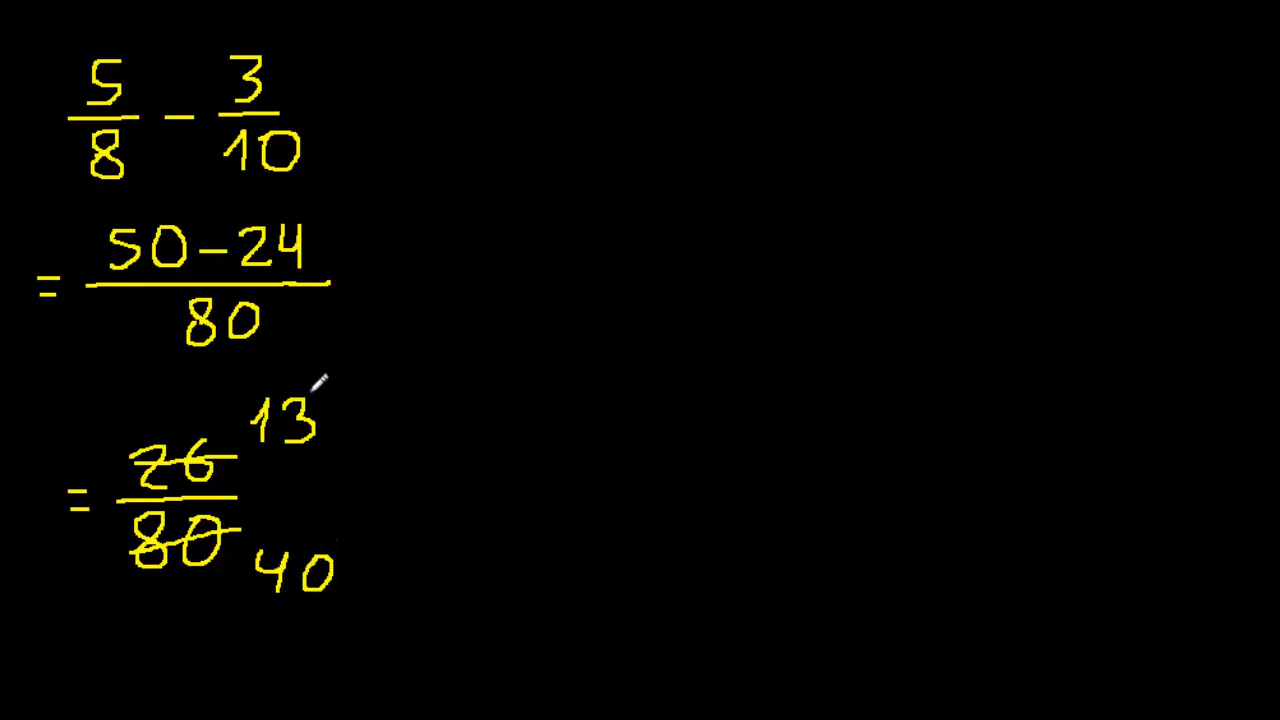 5/8 - 3/10
= (50-24)/80
= 26/80 13/40